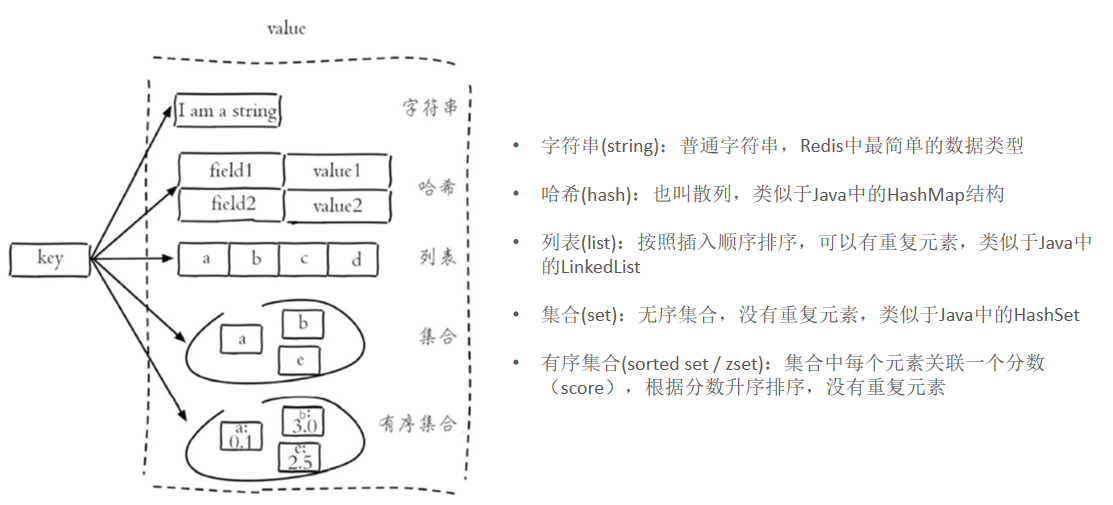 value
I am a string
字符串
field1 value1
哈希
field2 value2
key
a b c d
列表
b
a
集合
c
b:
a:
3.0
有序集合
0.1
c:
2.5
• 字符串(string)：普通字符串，Redis中最简单的数据类型
• 哈希(hash)：也叫散列，类似于Java中的HashMap结构
• 列表(list)：按照插入顺序排序，可以有重复元素，类似于Java中
的LinkedList
• 集合(set)：无序集合，没有重复元素，类似于Java中的HashSet
• 有序集合(sorted set / zset)：集合中每个元素关联一个分数
（score)，根据分数升序排序，没有重复元素